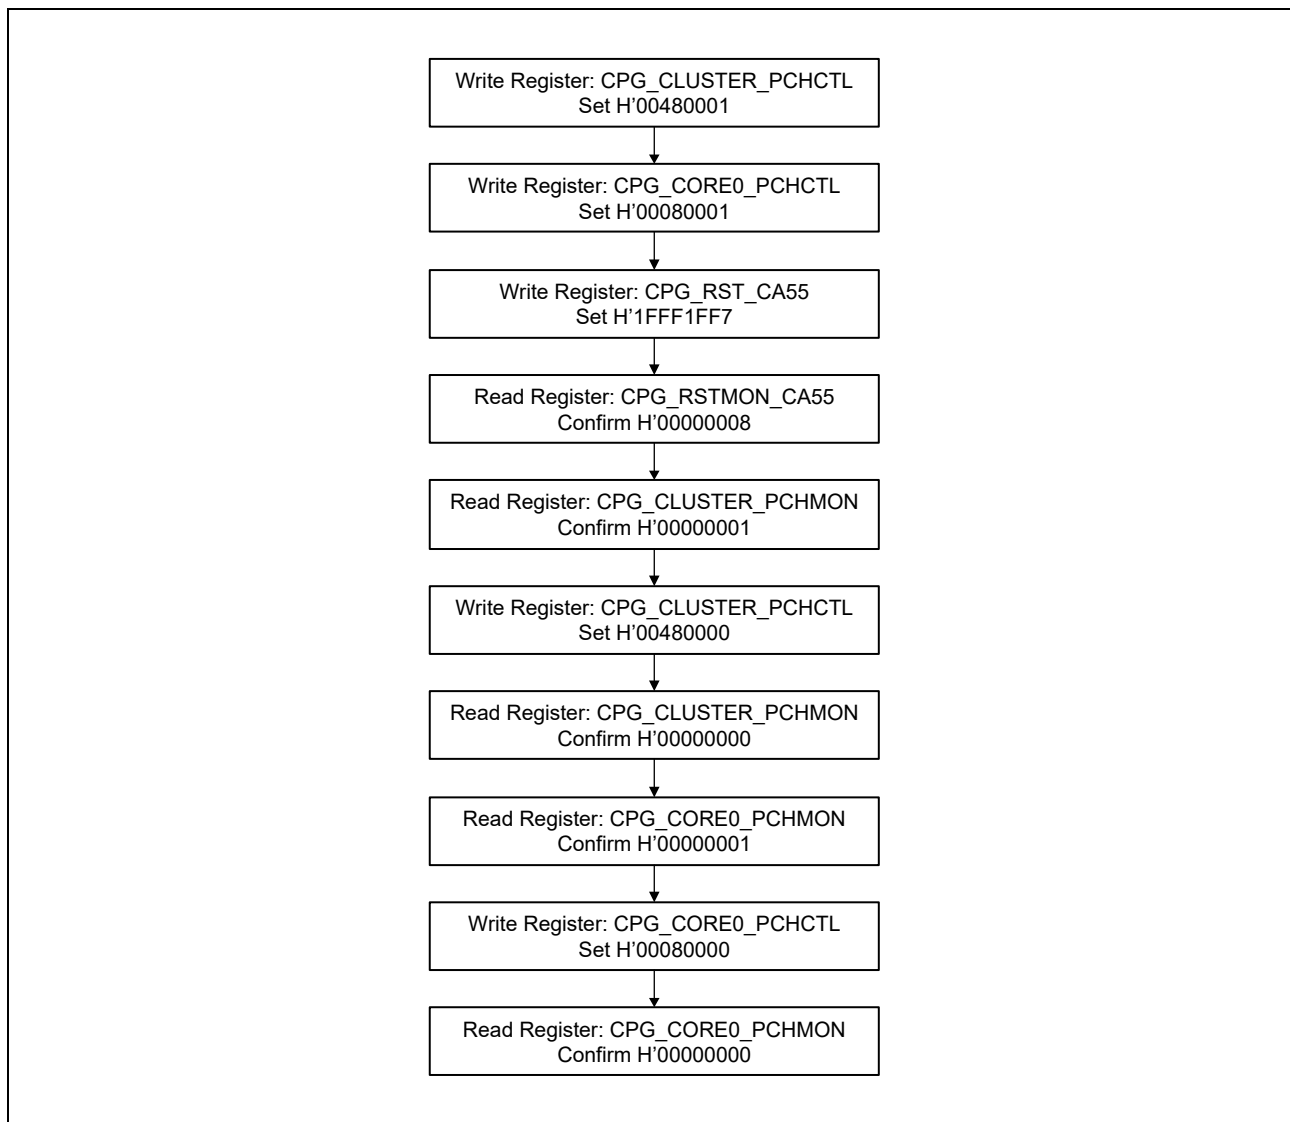 Write Register: CPG_CLUSTER_PCHCTL
Set H’00480001
Write Register: CPG_CORE0_PCHCTL
Set H’00080001
Write Register: CPG_RST_CA55
Set H’1FFF1FF7
Read Register: CPG_RSTMON_CA55
Confirm H’00000008
Read Register: CPG_CLUSTER_PCHMON
Confirm H’00000001
Write Register: CPG_CLUSTER_PCHCTL
Set H’00480000
Read Register: CPG_CLUSTER_PCHMON
Confirm H’00000000
Read Register: CPG_CORE0_PCHMON
Confirm H’00000001
Write Register: CPG_CORE0_PCHCTL
Set H’00080000
Read Register: CPG_CORE0_PCHMON
Confirm H’00000000